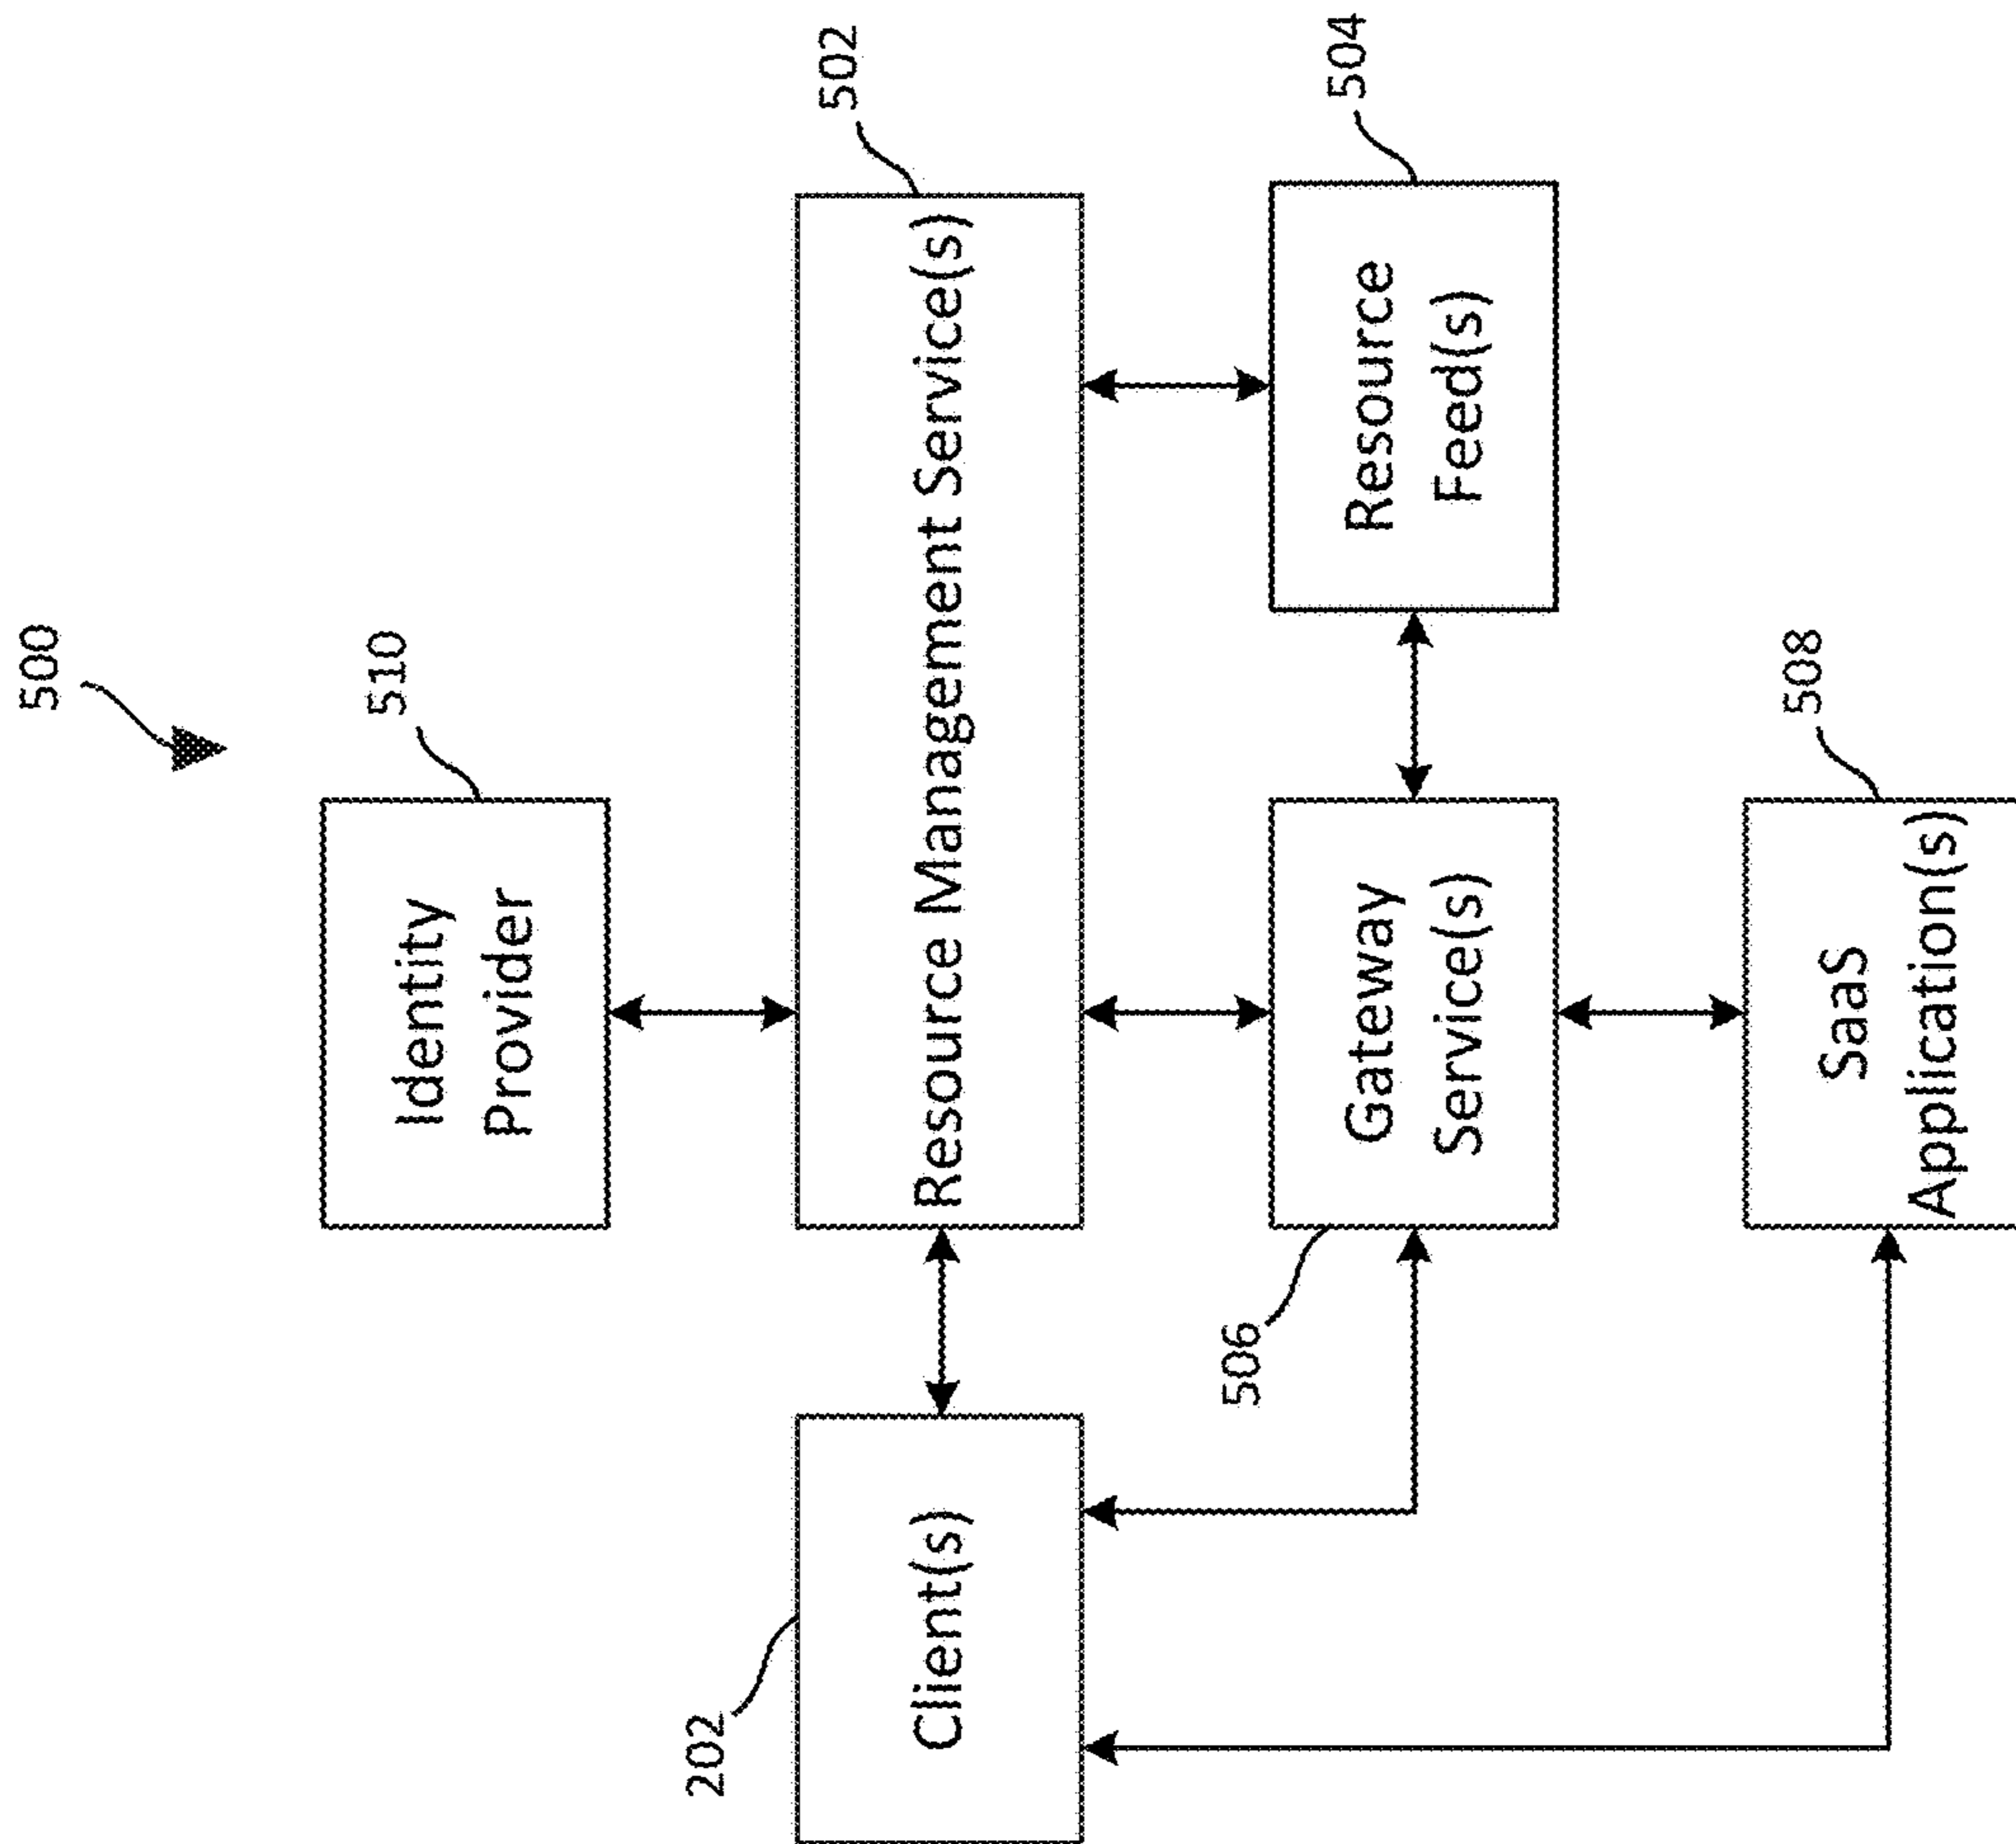 500
510
Identity
Provider
502
Resource Management Service(s)
202
Client(s)
504
Resource
Feed(s)
506
Gateway
Service(s)
508
SaaS
Application(s)